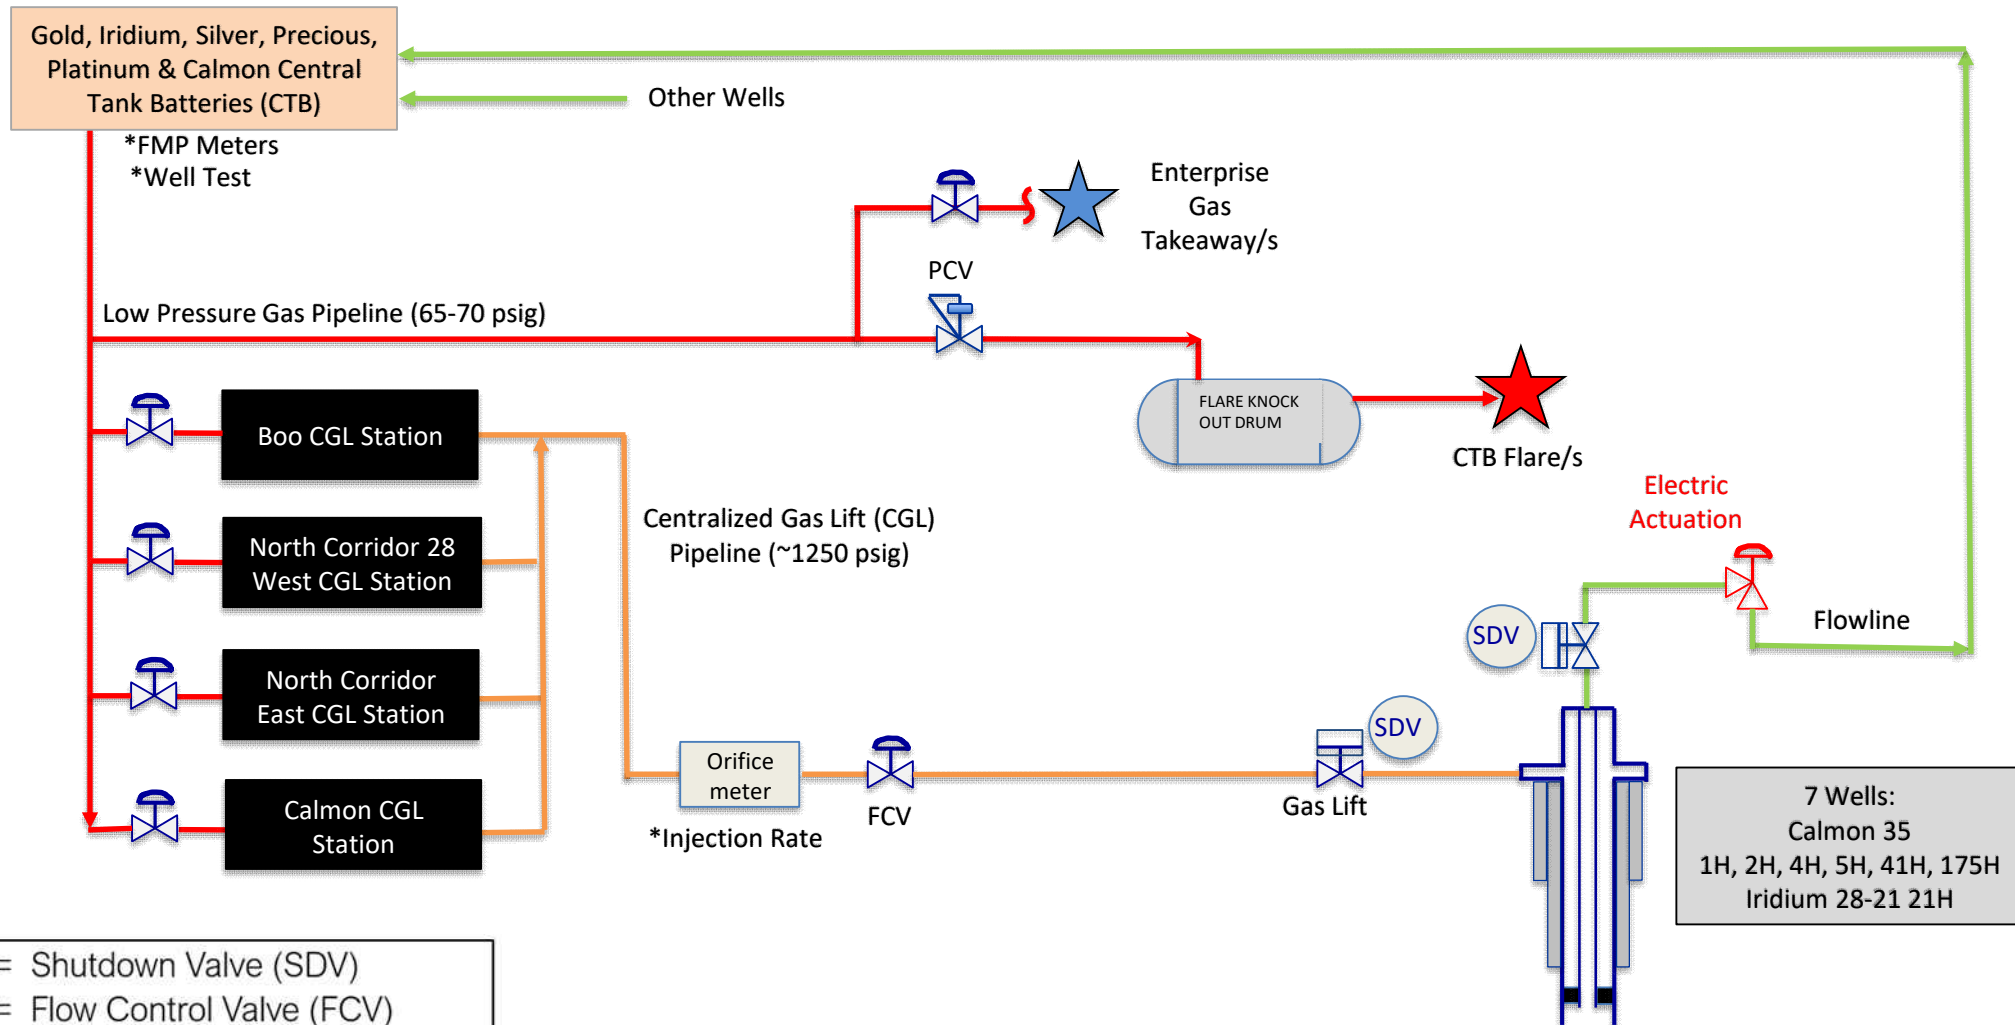 Gold, Iridium, Silver, Precious,
Platinum & Calmon Central
Tank Batteries (CTB)
Other Wells
*FMP Meters
*Well Test
Enterprise
Gas
Takeaway/s
PCV
Low Pressure Gas Pipeline (65-70 psig)
FLARE KNOCK
OUT DRUM
CTB Flare/s
Boo CGL Station
North Corridor 28
West CGL Station
North Corridor
East CGL Station
Calmon CGL
Station
Centralized Gas Lift (CGL)
Pipeline (~1250 psig)
Electric
Actuation
SDV
Flowline
SDV
Orifice
meter
*Injection Rate
FCV
Gas Lift
7 Wells:
Calmon 35
1H, 2H, 4H, 5H, 41H, 175H
Iridium 28-21 21H
= Shutdown Valve (SDV)
= Flow Control Valve (FCV)